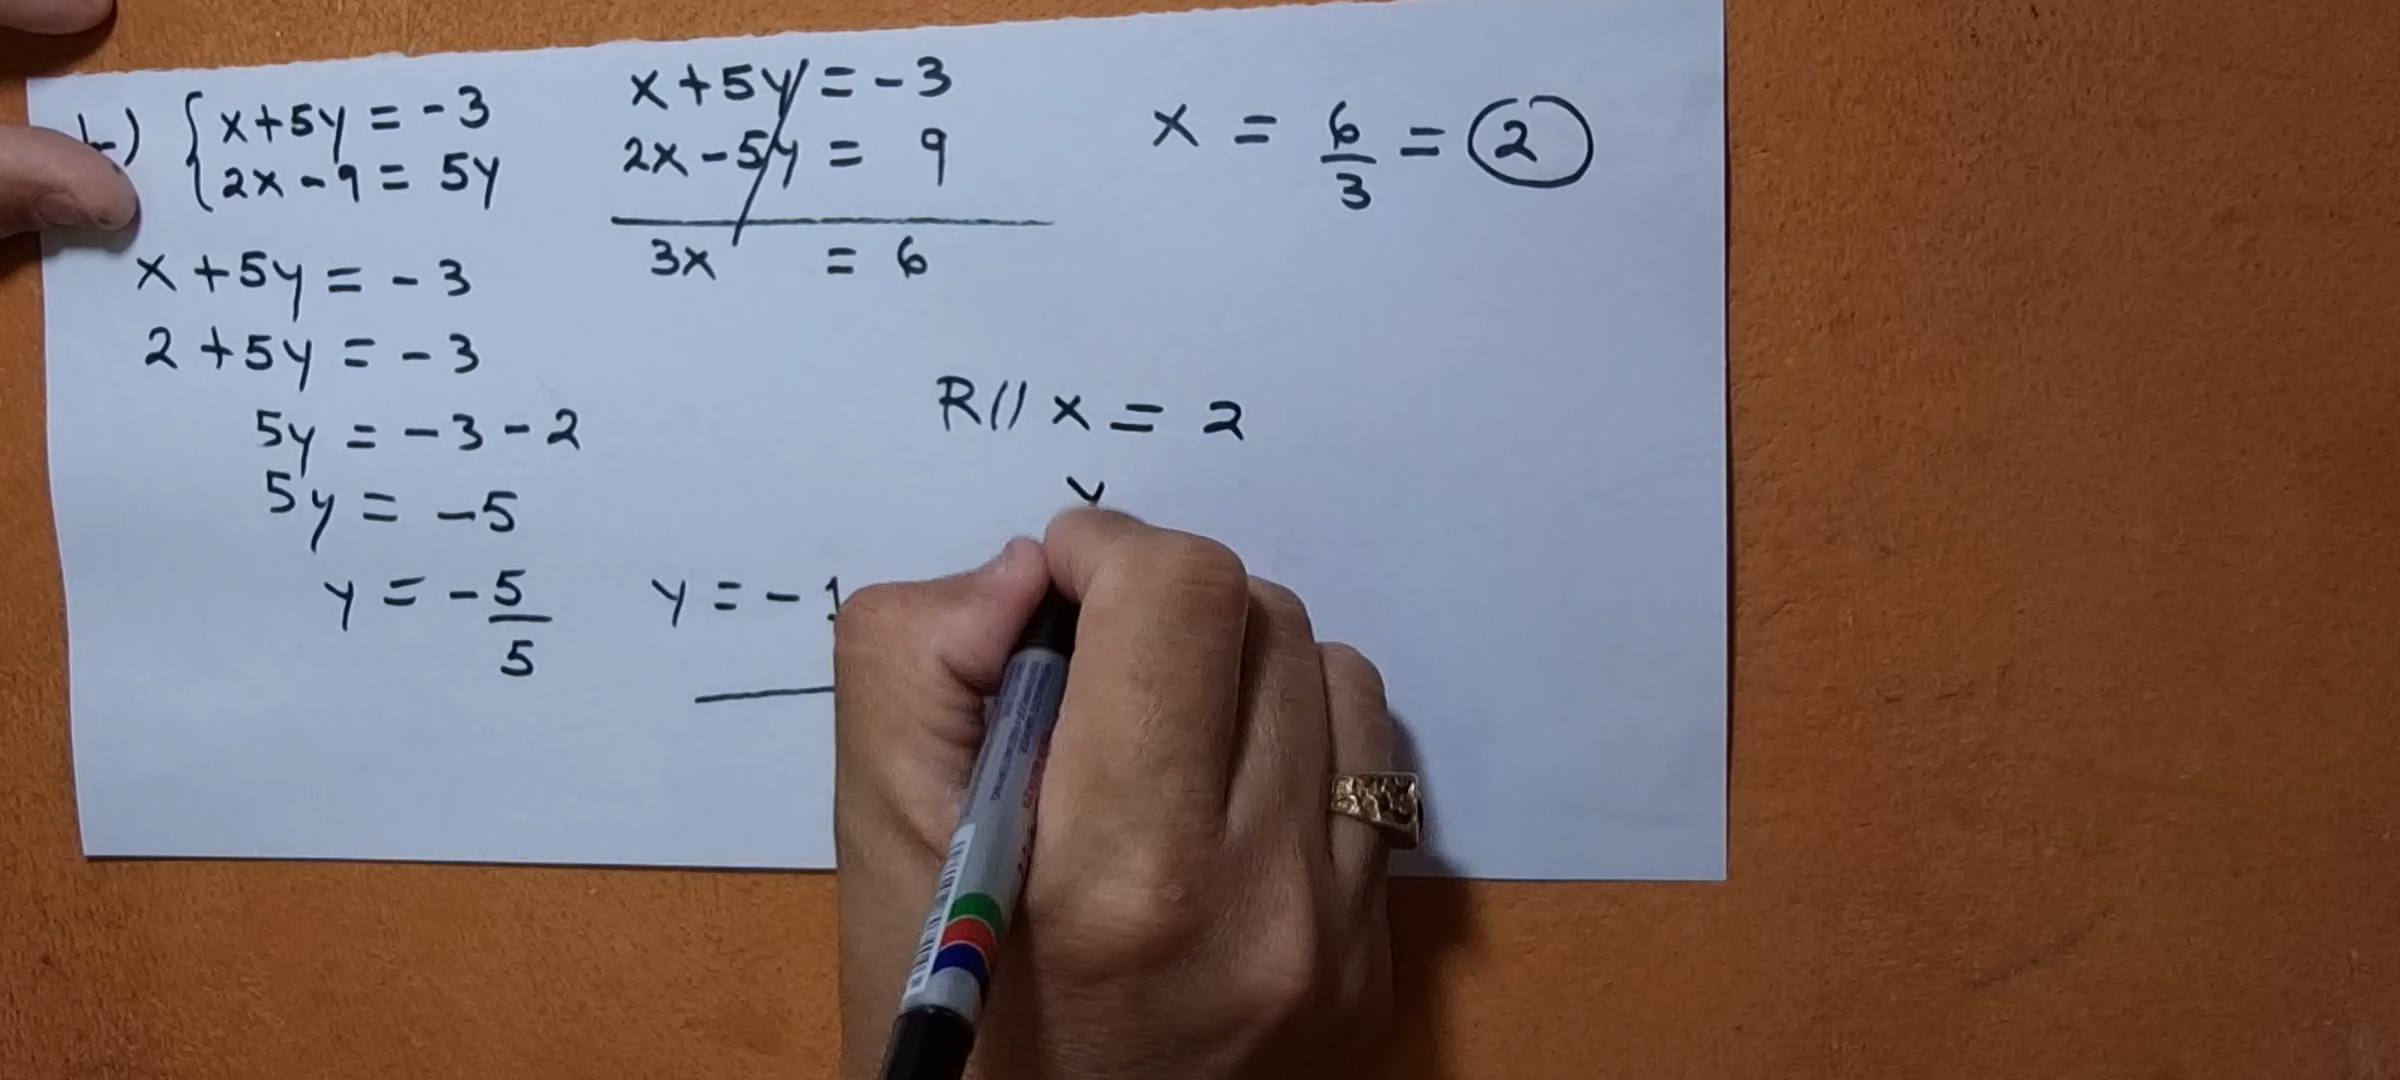 b) { x+5y = -3
2x - 9 = 5y
x + 5y = -3
2 + 5y = -3
5y = -3 - 2
5y = -5
y = - 5/5
y = - 1
x + 5y = -3
2x - 5y = 9
3x = 6
x = 6/3 = 2
R// x = 2
y